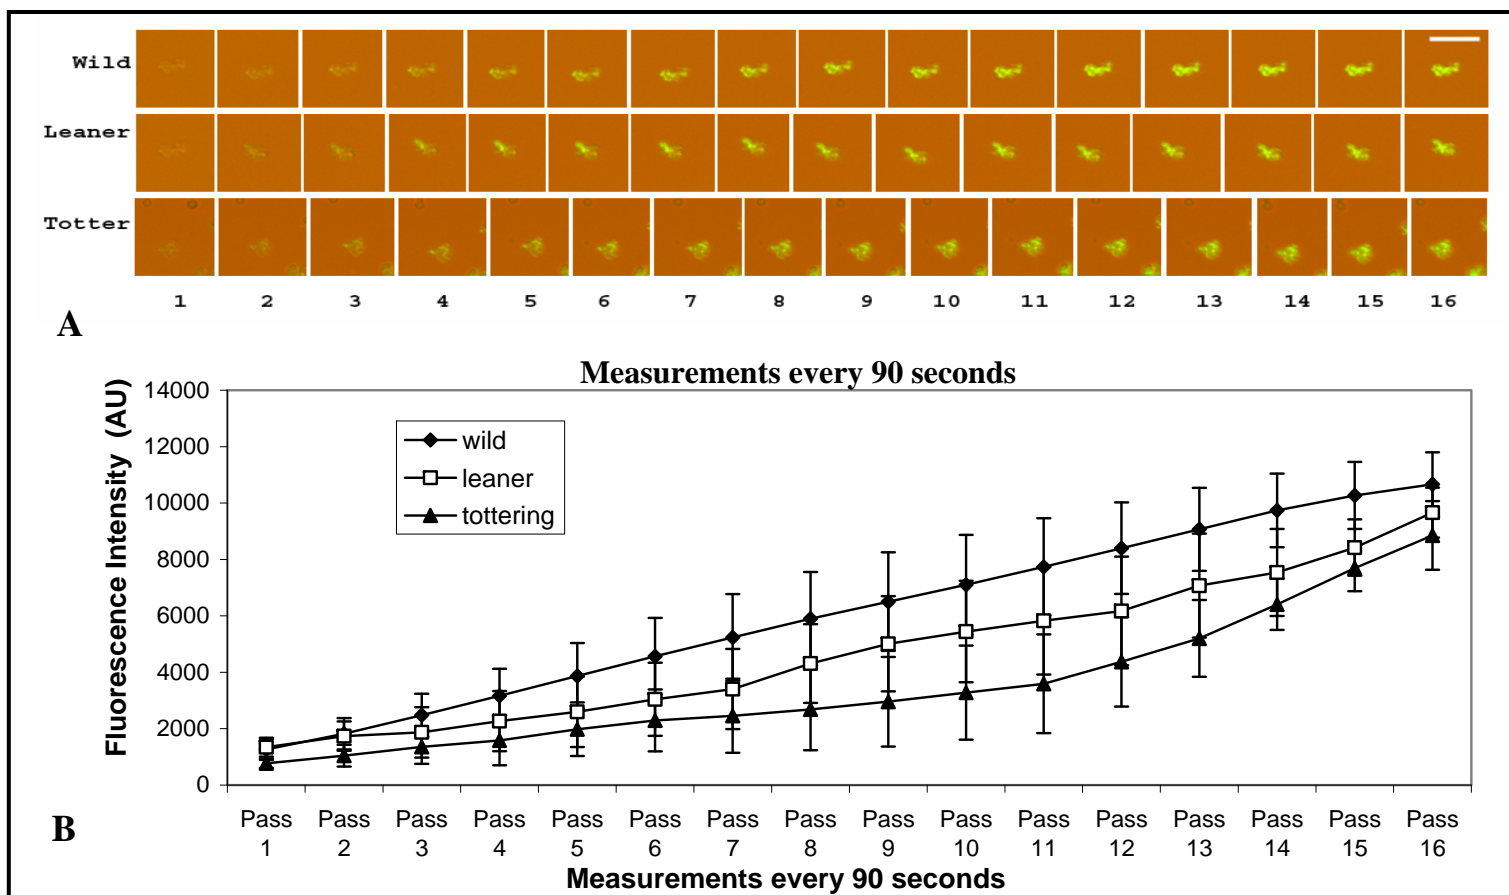 Wild
Leaner
Totter
1 2 3 4 5 6 7 8 9 10 11 12 13 14 15 16
A
Measurements every 90 seconds
Fluorescence Intensity (AU)
14000
12000
10000
8000
6000
4000
2000
0
wild
leaner
tottering
Pass Pass Pass Pass Pass Pass Pass Pass Pass Pass Pass Pass Pass Pass Pass Pass
1 2 3 4 5 6 7 8 9 10 11 12 13 14 15 16
B
Measurements every 90 seconds